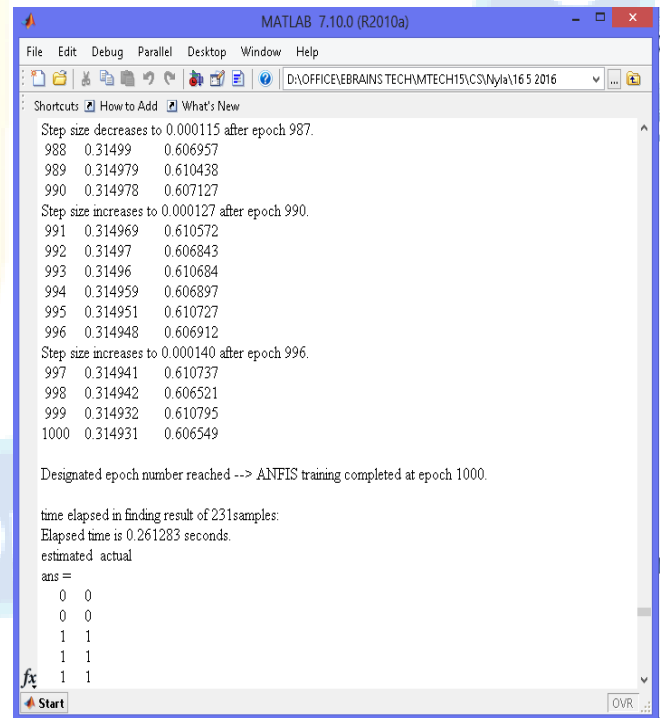 MATLAB 7.10.0 (R2010a)
File Edit Debug Parallel Desktop Window Help
D:\OFFICE\EBRAINS TECH\MTECH15\CS\Nyla\16 5 2016
Shortcuts How to Add What's New
Step size decreases to 0.000115 after epoch 987.
988 0.31499 0.606957
989 0.314979 0.610438
990 0.314978 0.607127
Step size increases to 0.000127 after epoch 990.
991 0.314969 0.610572
992 0.31497 0.606843
993 0.31496 0.610684
994 0.314959 0.606897
995 0.314951 0.610727
996 0.314948 0.606912
Step size increases to 0.000140 after epoch 996.
997 0.314941 0.610737
998 0.314942 0.606521
999 0.314932 0.610795
1000 0.314931 0.606549
Designated epoch number reached --> ANFIS training completed at epoch 1000.
time elapsed in finding result of 231samples:
Elapsed time is 0.261283 seconds.
estimated actual
ans =
0 0
0 0
1 1
1 1
fx 1 1
Start OVR